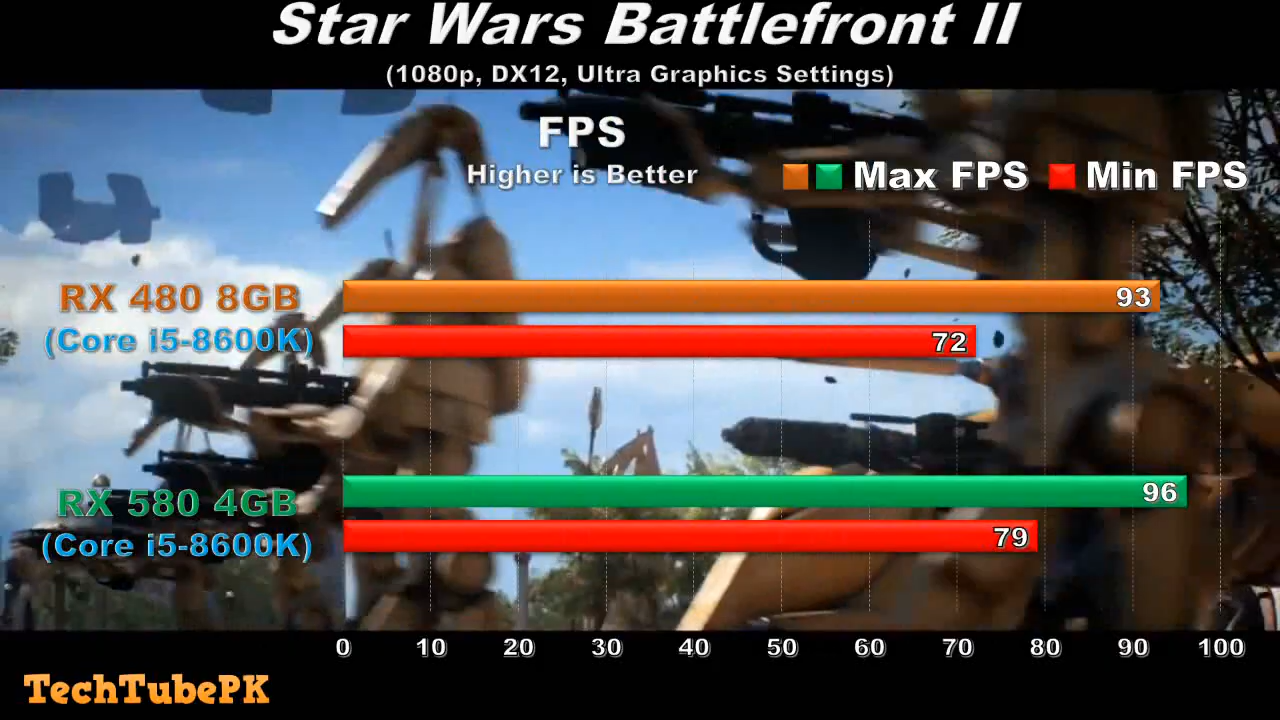 Star Wars Battlefront II
(1080p, DX12, Ultra Graphics Settings)
FPS
Higher is Better
Max FPS Min FPS
RX 480 8GB
93
(Core i5-8600K)
72
RX 580 4GB
96
(Core i5-8600K)
79
0 10 20 30 40 50 60 70 80 90 100
TechTubePK